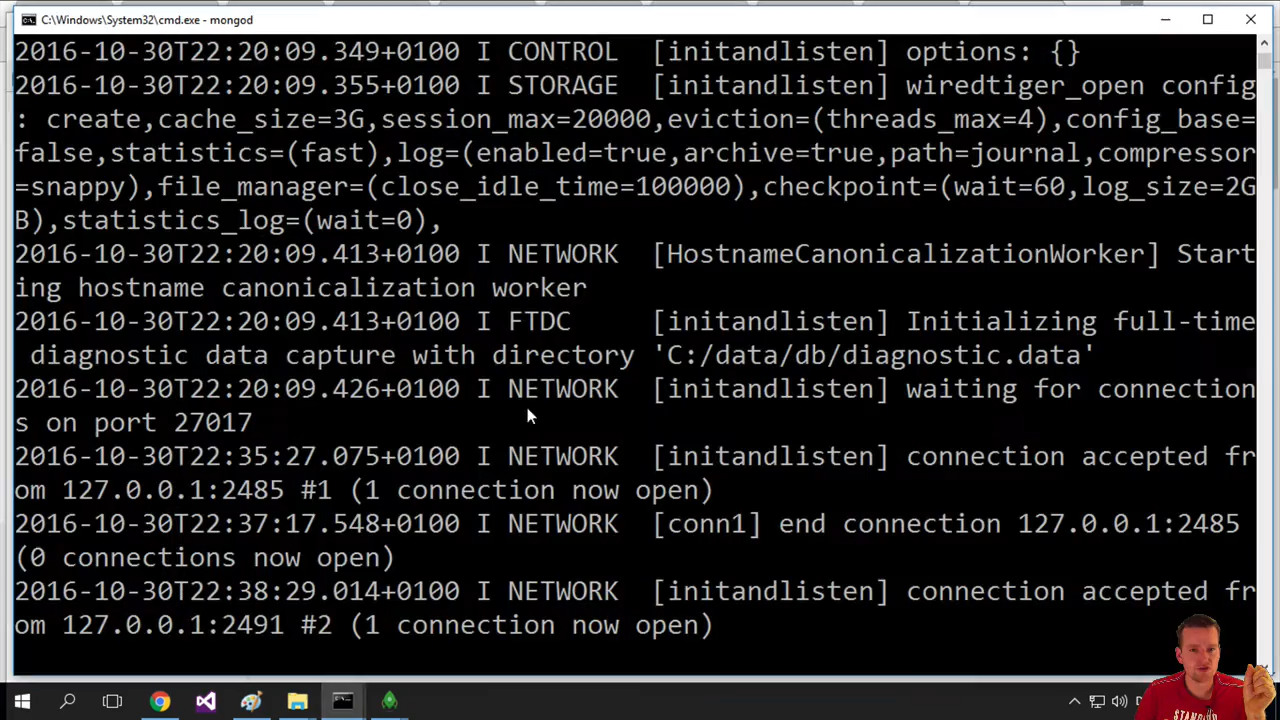 C:\Windows\System32\cmd.exe - mongod
2016-10-30T22:20:09.349+0100 I CONTROL  [initandlisten] options: {}
2016-10-30T22:20:09.355+0100 I STORAGE  [initandlisten] wiredtiger_open config
: create,cache_size=3G,session_max=20000,eviction=(threads_max=4),config_base=
false,statistics=(fast),log=(enabled=true,archive=true,path=journal,compressor
=snappy),file_manager=(close_idle_time=100000),checkpoint=(wait=60,log_size=2G
B),statistics_log=(wait=0),
2016-10-30T22:20:09.413+0100 I NETWORK  [HostnameCanonicalizationWorker] Start
ing hostname canonicalization worker
2016-10-30T22:20:09.413+0100 I FTDC     [initandlisten] Initializing full-time
 diagnostic data capture with directory 'C:/data/db/diagnostic.data'
2016-10-30T22:20:09.426+0100 I NETWORK  [initandlisten] waiting for connection
s on port 27017
2016-10-30T22:35:27.075+0100 I NETWORK  [initandlisten] connection accepted fr
om 127.0.0.1:2485 #1 (1 connection now open)
2016-10-30T22:37:17.548+0100 I NETWORK  [conn1] end connection 127.0.0.1:2485
(0 connections now open)
2016-10-30T22:38:29.014+0100 I NETWORK  [initandlisten] connection accepted fr
om 127.0.0.1:2491 #2 (1 connection now open)